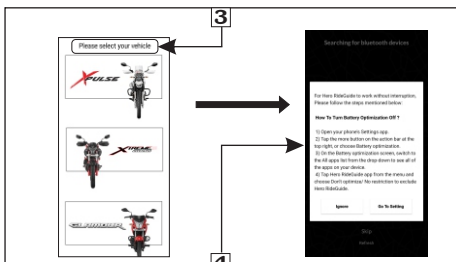 3
Please select your vehicle
XPULSE
XTREME
GLAMOUR
4
Searching for bluetooth devices
For Hero RideGuide to work without interruption,
Please follow the steps mentioned below:
How To Turn Battery Optimization Off ?
1) Open your phone's Settings app
2) Tap the more button on the action bar at the
top right, or choose Battery optimization.
3) On the Battery optimization screen, switch to
the All apps list from the drop down to see all of
the apps on your device.
4) Tap Hero RideGuide app from the menu and
choose Don't optimize/ No restriction to exclude
Hero RideGuide.
Ignore
Go To Setting
Skip
Refresh